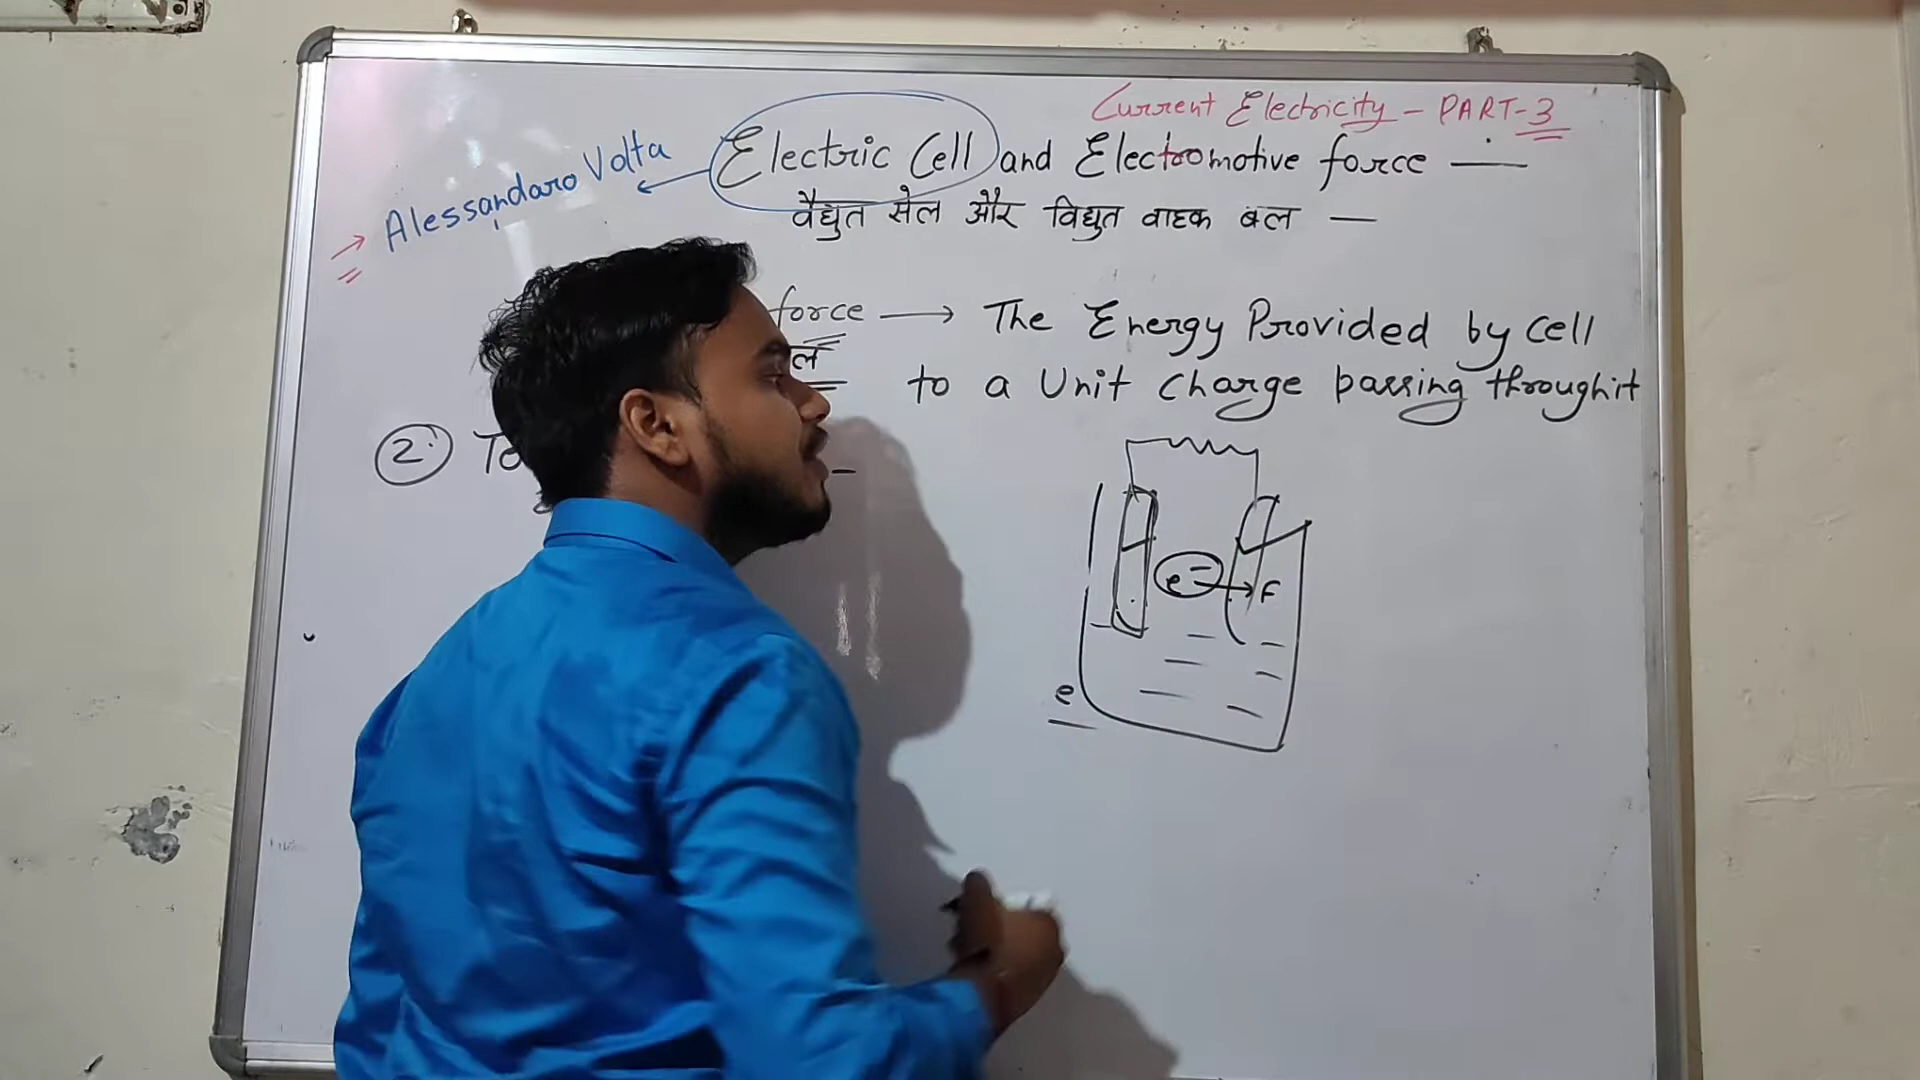 Current Electricity - PART-3
Electric Cell and Electromotive force —
Alessandaro Volta
वैद्युत सेल और विद्युत वाहक बल —
force → The Energy Provided by cell
to a Unit Charge passing throughit
2.
e-
F
e